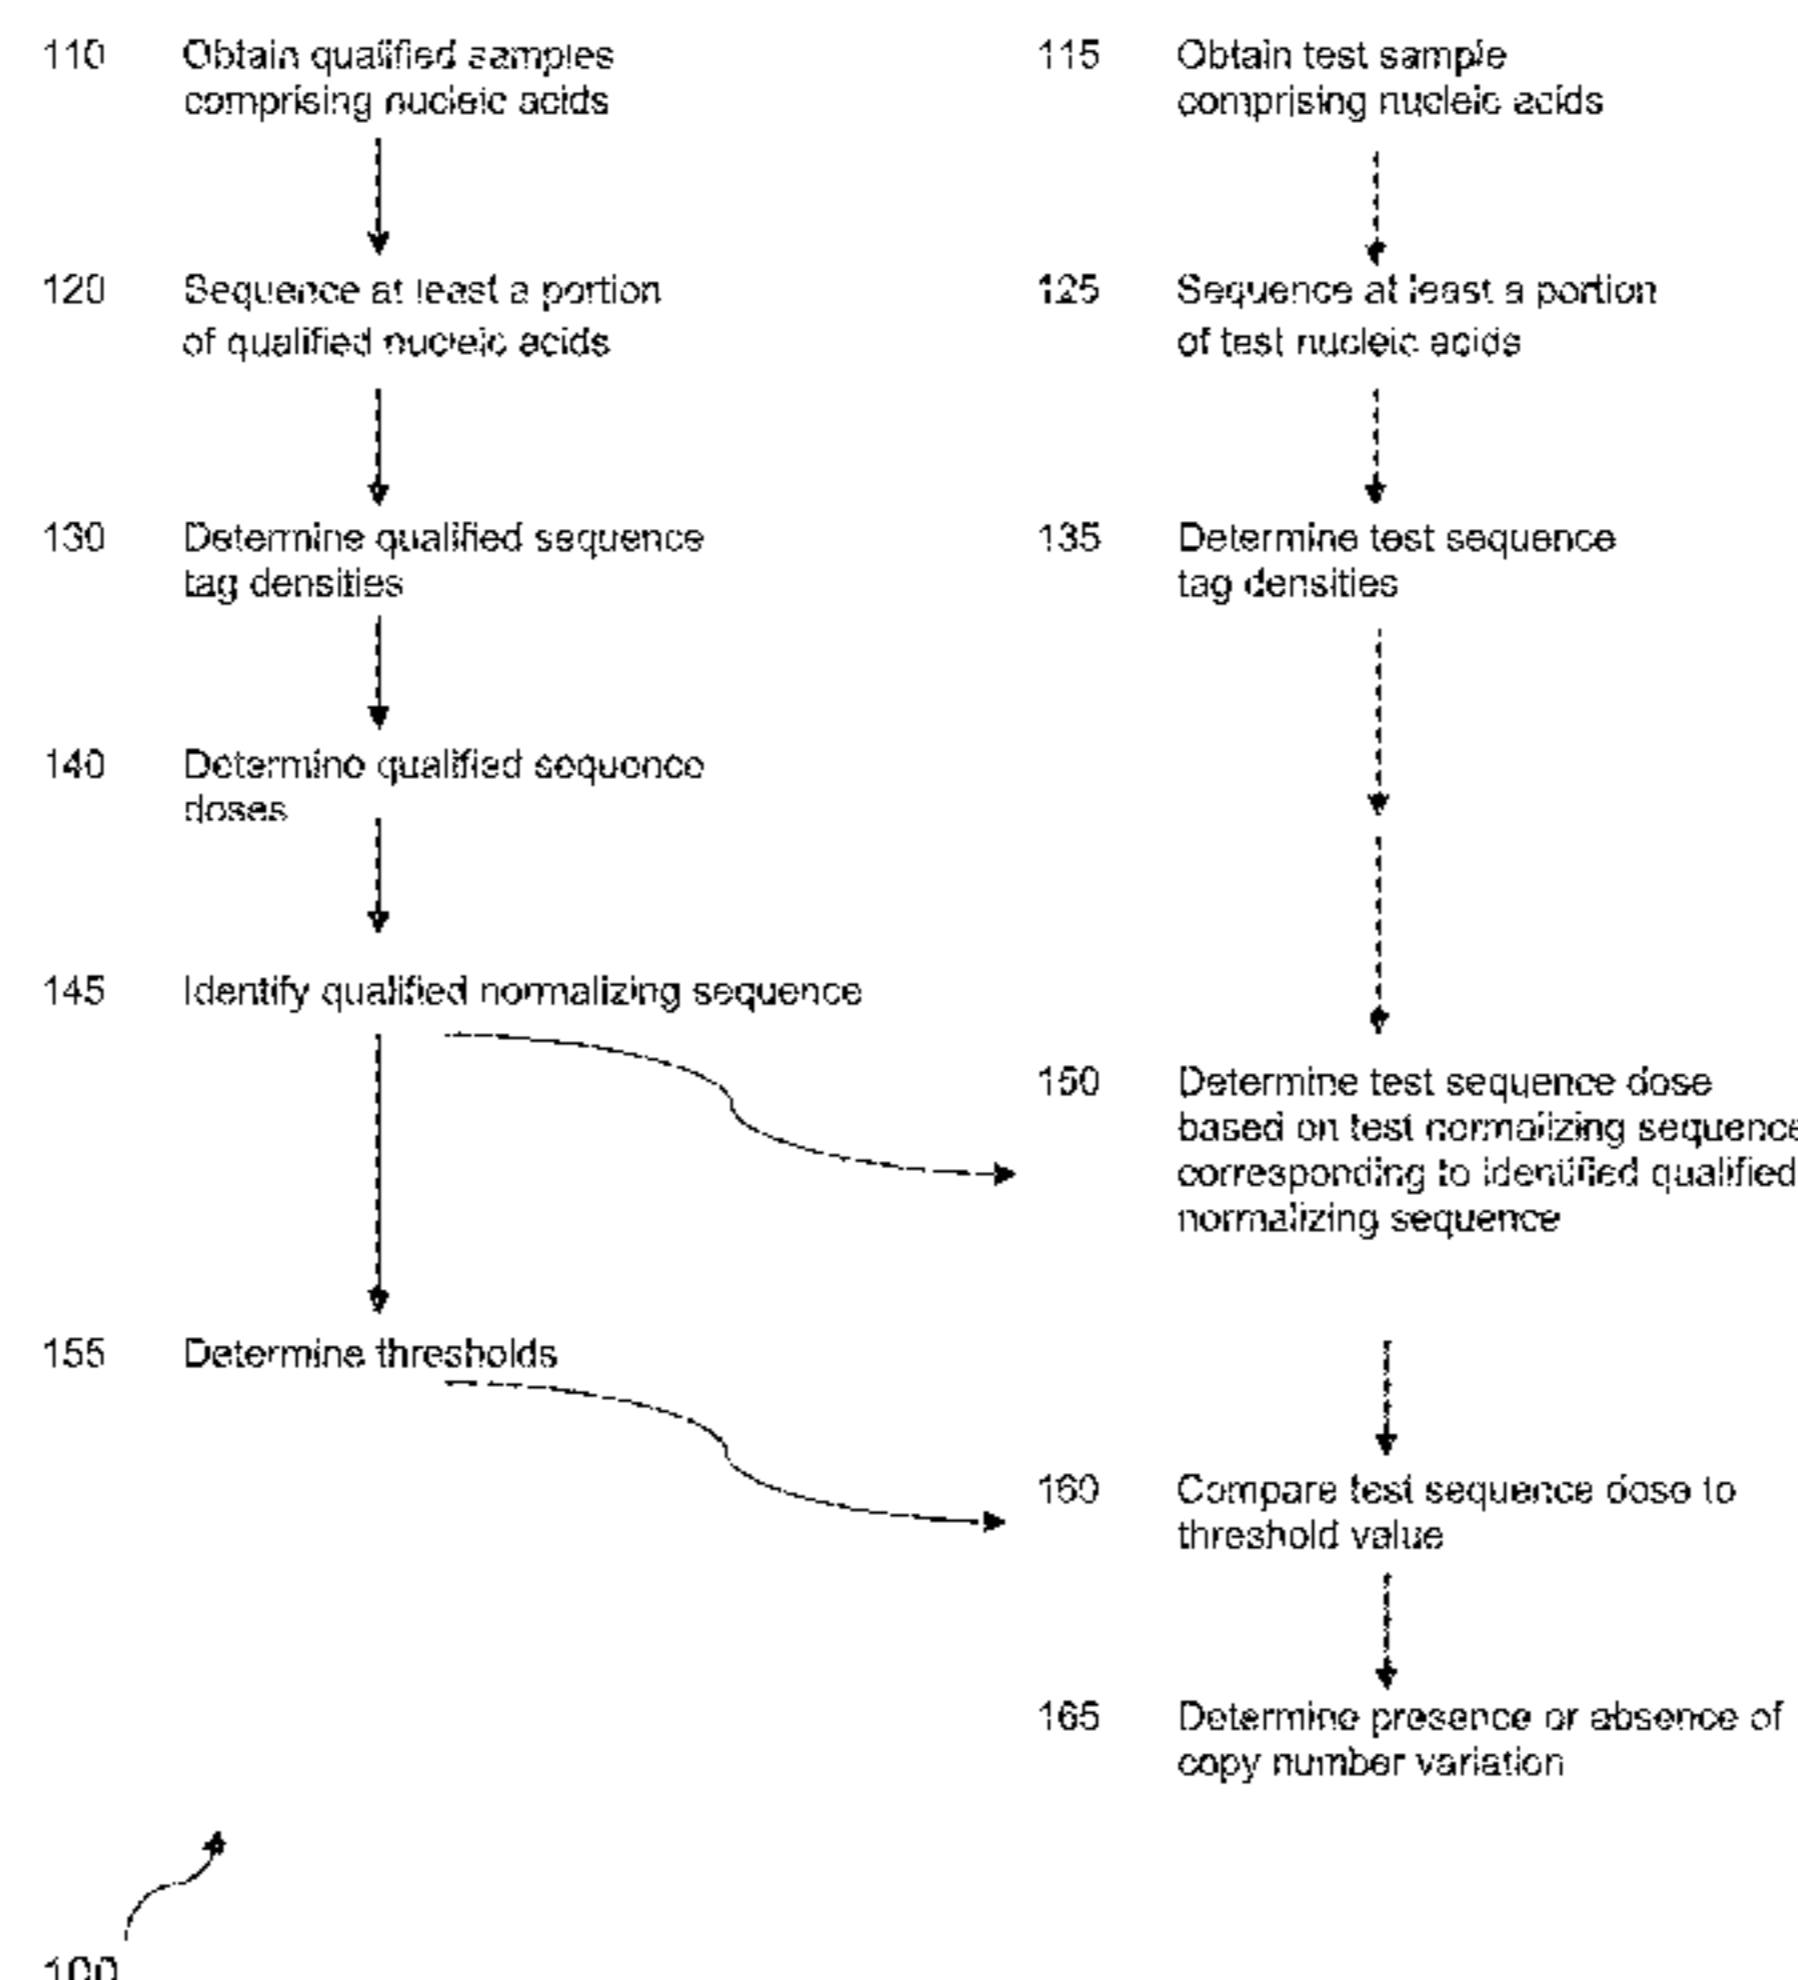 110 Obtain qualified samples
comprising nucleic acids
120 Sequence at least a portion
of qualified nucleic acids
130 Determine qualified sequence
tag densities
140 Determine qualified sequence
doses
145 Identify qualified normalizing sequence
155 Determine thresholds
115 Obtain test sample
comprising nucleic acids
125 Sequence at least a portion
of test nucleic acids
135 Determine test sequence
tag densities
150 Determine test sequence dose
based on test normalizing sequence
corresponding to identified qualified
normalizing sequence
160 Compare test sequence dose to
threshold value
165 Determine presence or absence of
copy number variation
100